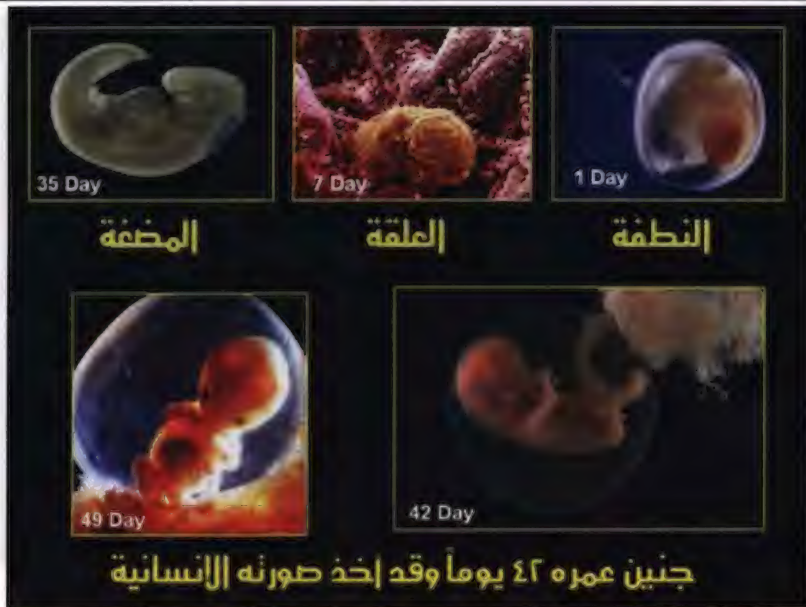 1 Day
7 Day
35 Day
النطفة
العلقة
المضغة
42 Day
49 Day
جنين عمره ٤٢ يوماً وقد إخذ صورته الإنسانية